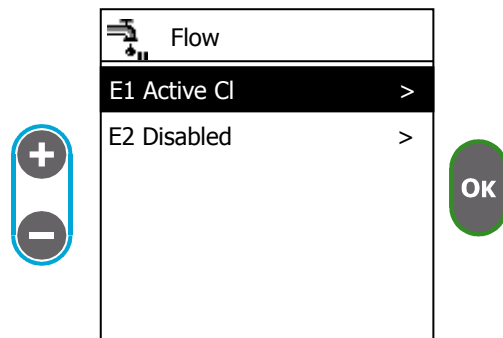 Flow
E1 Active Cl >
E2 Disabled >
+
OK
−